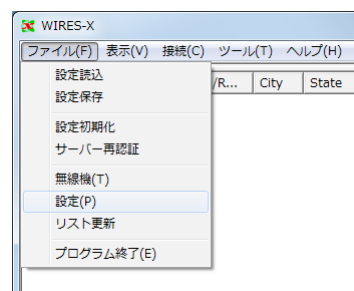 WIRES-X
ファイル(F) 表示(V) 接続(C) ツール(T) ヘルプ(H)
/R... City State
設定読込
設定保存
設定初期化
サーバー再認証
無線機(T)
設定(P)
リスト更新
プログラム終了(E)